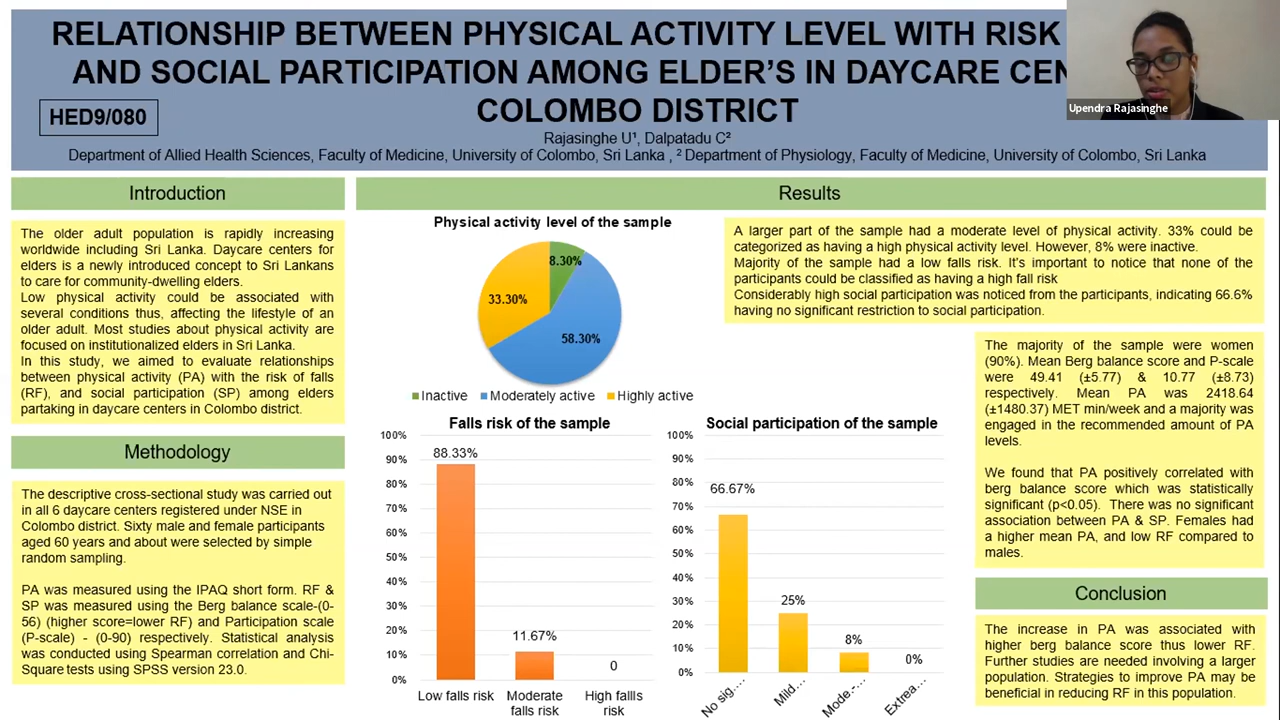 RELATIONSHIP BETWEEN PHYSICAL ACTIVITY LEVEL WITH RISK
AND SOCIAL PARTICIPATION AMONG ELDER'S IN DAYCARE CEN
COLOMBO DISTRICT
HED9/080
Upendra Rajasinghe
Rajasinghe U¹, Dalpatadu C²
Department of Allied Health Sciences, Faculty of Medicine, University of Colombo, Sri Lanka , ² Department of Physiology, Faculty of Medicine, University of Colombo, Sri Lanka
Introduction
The older adult population is rapidly increasing
worldwide including Sri Lanka. Daycare centers for
elders is a newly introduced concept to Sri Lankans
to care for community-dwelling elders.
Low physical activity could be associated with
several conditions thus, affecting the lifestyle of an
older adult. Most studies about physical activity are
focused on institutionalized elders in Sri Lanka.
In this study, we aimed to evaluate relationships
between physical activity (PA) with the risk of falls
(RF), and social participation (SP) among elders
partaking in daycare centers in Colombo district.
Methodology
The descriptive cross-sectional study was carried out
in all 6 daycare centers registered under NSE in
Colombo district. Sixty male and female participants
aged 60 years and about were selected by simple
random sampling.
PA was measured using the IPAQ short form. RF &
SP was measured using the Berg balance scale-(0-
56) (higher score=lower RF) and Participation scale
(P-scale) - (0-90) respectively. Statistical analysis
was conducted using Spearman correlation and Chi-
Square tests using SPSS version 23.0.
Results
Physical activity level of the sample
8.30%
33.30%
58.30%
Inactive Moderately active Highly active
A larger part of the sample had a moderate level of physical activity. 33% could be
categorized as having a high physical activity level. However, 8% were inactive.
Majority of the sample had a low falls risk. It's important to notice that none of the
participants could be classified as having a high fall risk
Considerably high social participation was noticed from the participants, indicating 66.6%
having no significant restriction to social participation.
Falls risk of the sample
100%
90%
80%
70%
60%
50%
40%
30%
20%
10%
0%
88.33%
11.67%
0
Low falls risk
Moderate
falls risk
High fallls
risk
Social participation of the sample
100%
90%
80%
70%
60%
50%
40%
30%
20%
10%
0%
66.67%
25%
8%
0%
No sig...
Mild...
Mode-...
Extrea...
The majority of the sample were women
(90%). Mean Berg balance score and P-scale
were 49.41 (±5.77) & 10.77 (±8.73)
respectively. Mean PA was 2418.64
(±1480.37) MET min/week and a majority was
engaged in the recommended amount of PA
levels.
We found that PA positively correlated with
berg balance score which was statistically
significant (p<0.05). There was no significant
association between PA & SP. Females had
a higher mean PA, and low RF compared to
males.
Conclusion
The increase in PA was associated with
higher berg balance score thus lower RF.
Further studies are needed involving a larger
population. Strategies to improve PA may be
beneficial in reducing RF in this population.